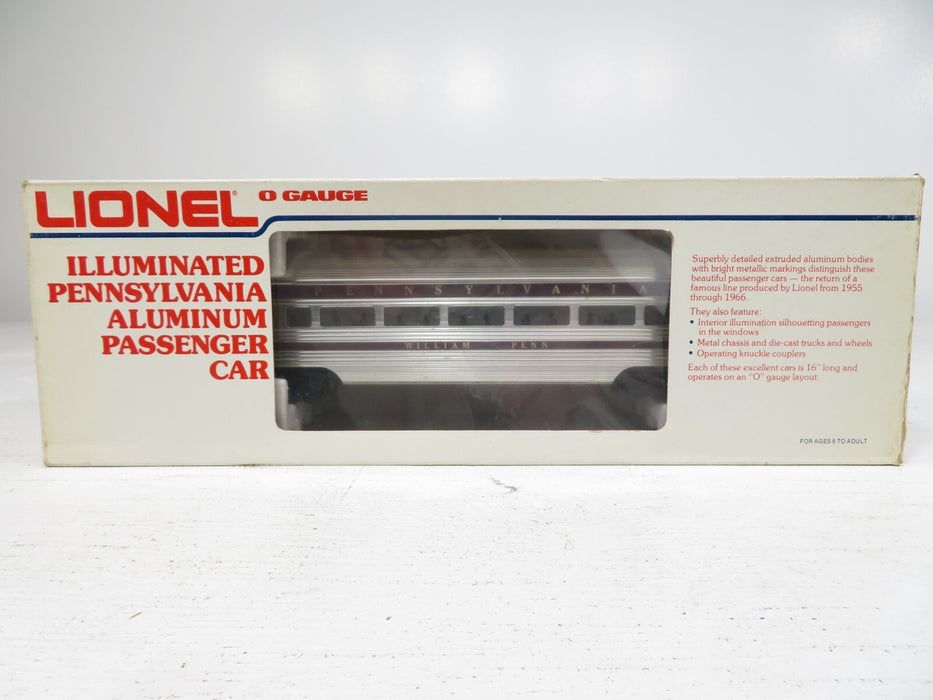 LIONEL® O GAUGE
ILLUMINATED
PENNSYLVANIA
ALUMINUM
PASSENGER
CAR
PENNSYLVANIA
WILLIAM PENN
Superbly detailed extruded aluminum bodies
with bright metallic markings distinguish these
beautiful passenger cars — the return of a
famous line produced by Lionel from 1955
through 1966.
They also feature:
• Interior illumination silhouetting passengers
in the windows
• Metal chassis and die-cast trucks and wheels
• Operating knuckle couplers
Each of these excellent cars is 16" long and
operates on an "O" gauge layout.
FOR AGES 8 TO ADULT